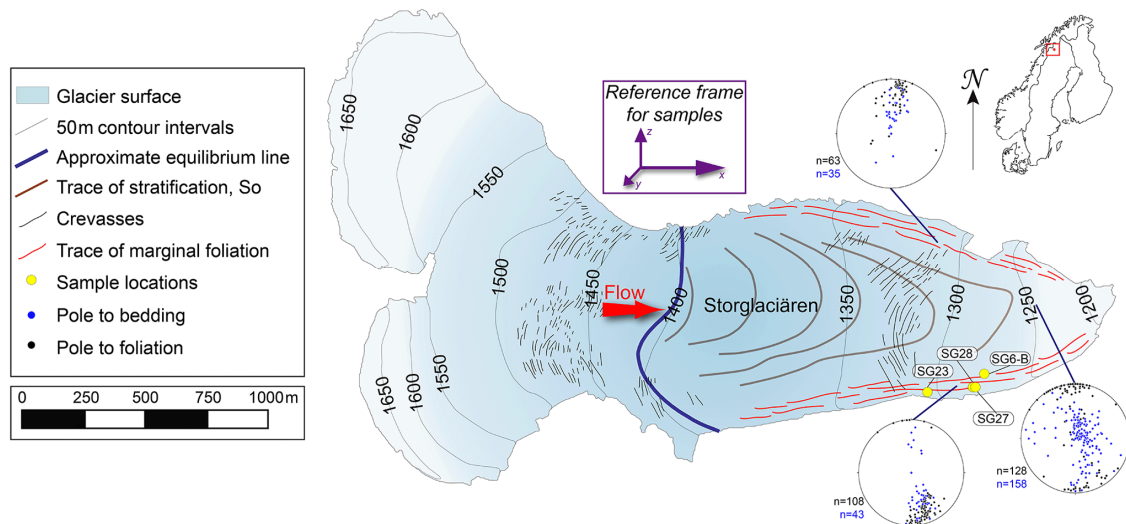 Glacier surface
50m contour intervals
Approximate equilibrium line
Trace of stratification, So
Crevasses
Trace of marginal foliation
Sample locations
Pole to bedding
Pole to foliation
0 250 500 750 1000 m
1650
1600
1550
1500
1450
1400
1350
1300
1250
1200
1650
1600
1550
Reference frame
for samples
z
x
y
Flow
Storglaciären
SG23
SG28
SG6-B
SG27
n=63
n=35
n=108
n=43
n=128
n=158
N